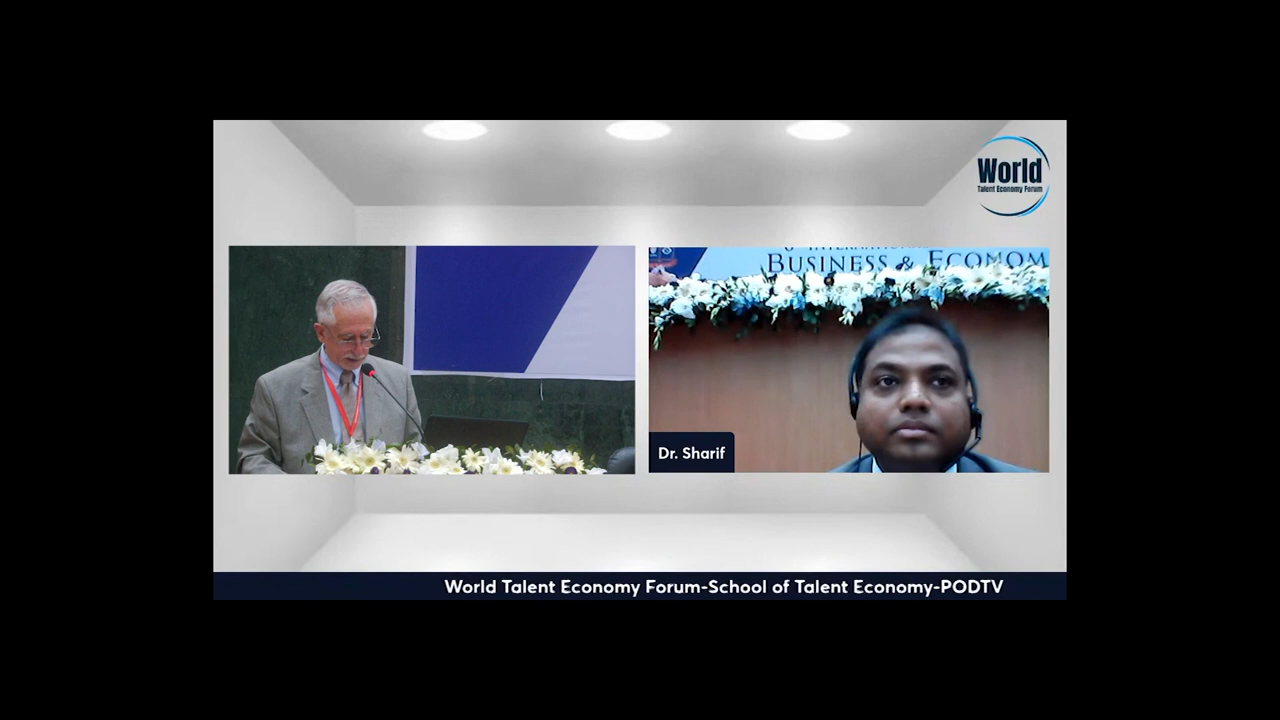 World
Talent Economy Forum
BUSINESS & ECONOM
Dr. Sharif
World Talent Economy Forum-School of Talent Economy-PODTV